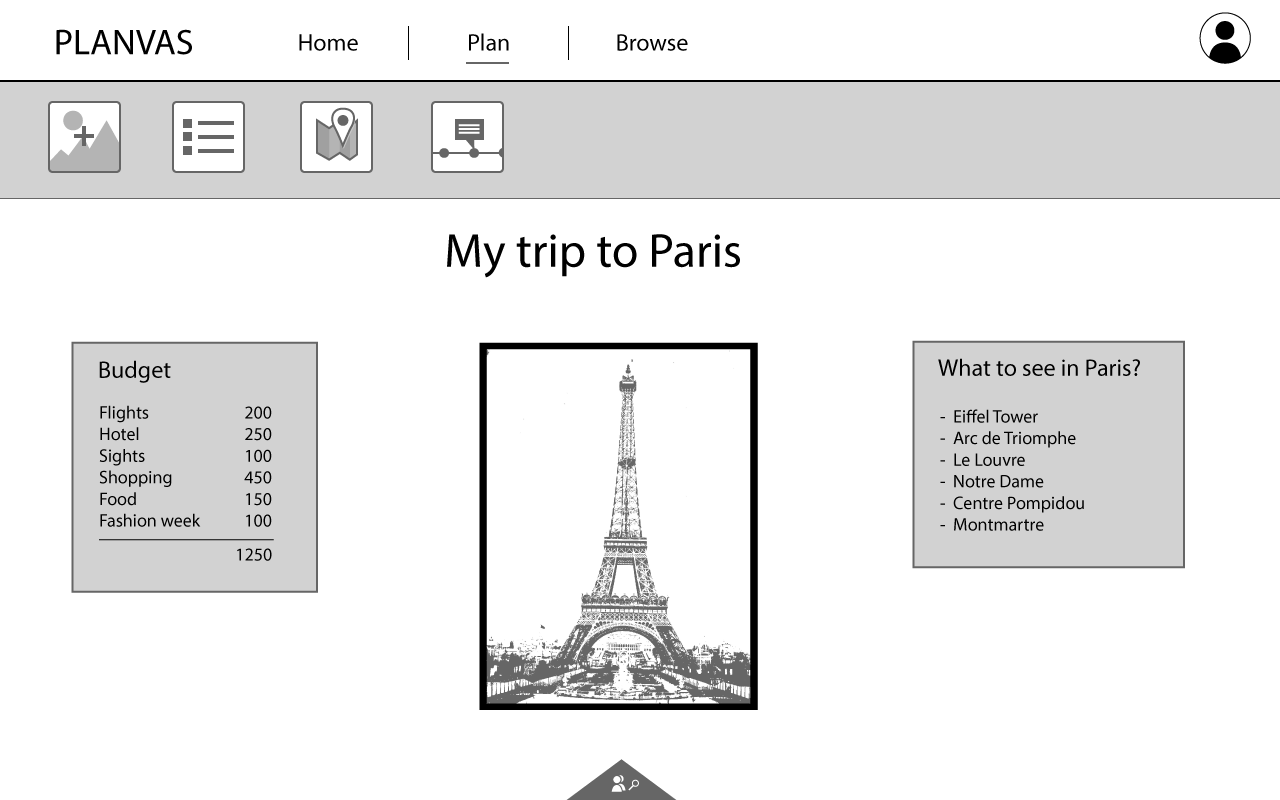 PLANVAS
Home
Plan
Browse
My trip to Paris
Budget
Flights 200
Hotel 250
Sights 100
Shopping 450
Food 150
Fashion week 100
1250
What to see in Paris?
- Eiffel Tower
- Arc de Triomphe
- Le Louvre
- Notre Dame
- Centre Pompidou
- Montmartre